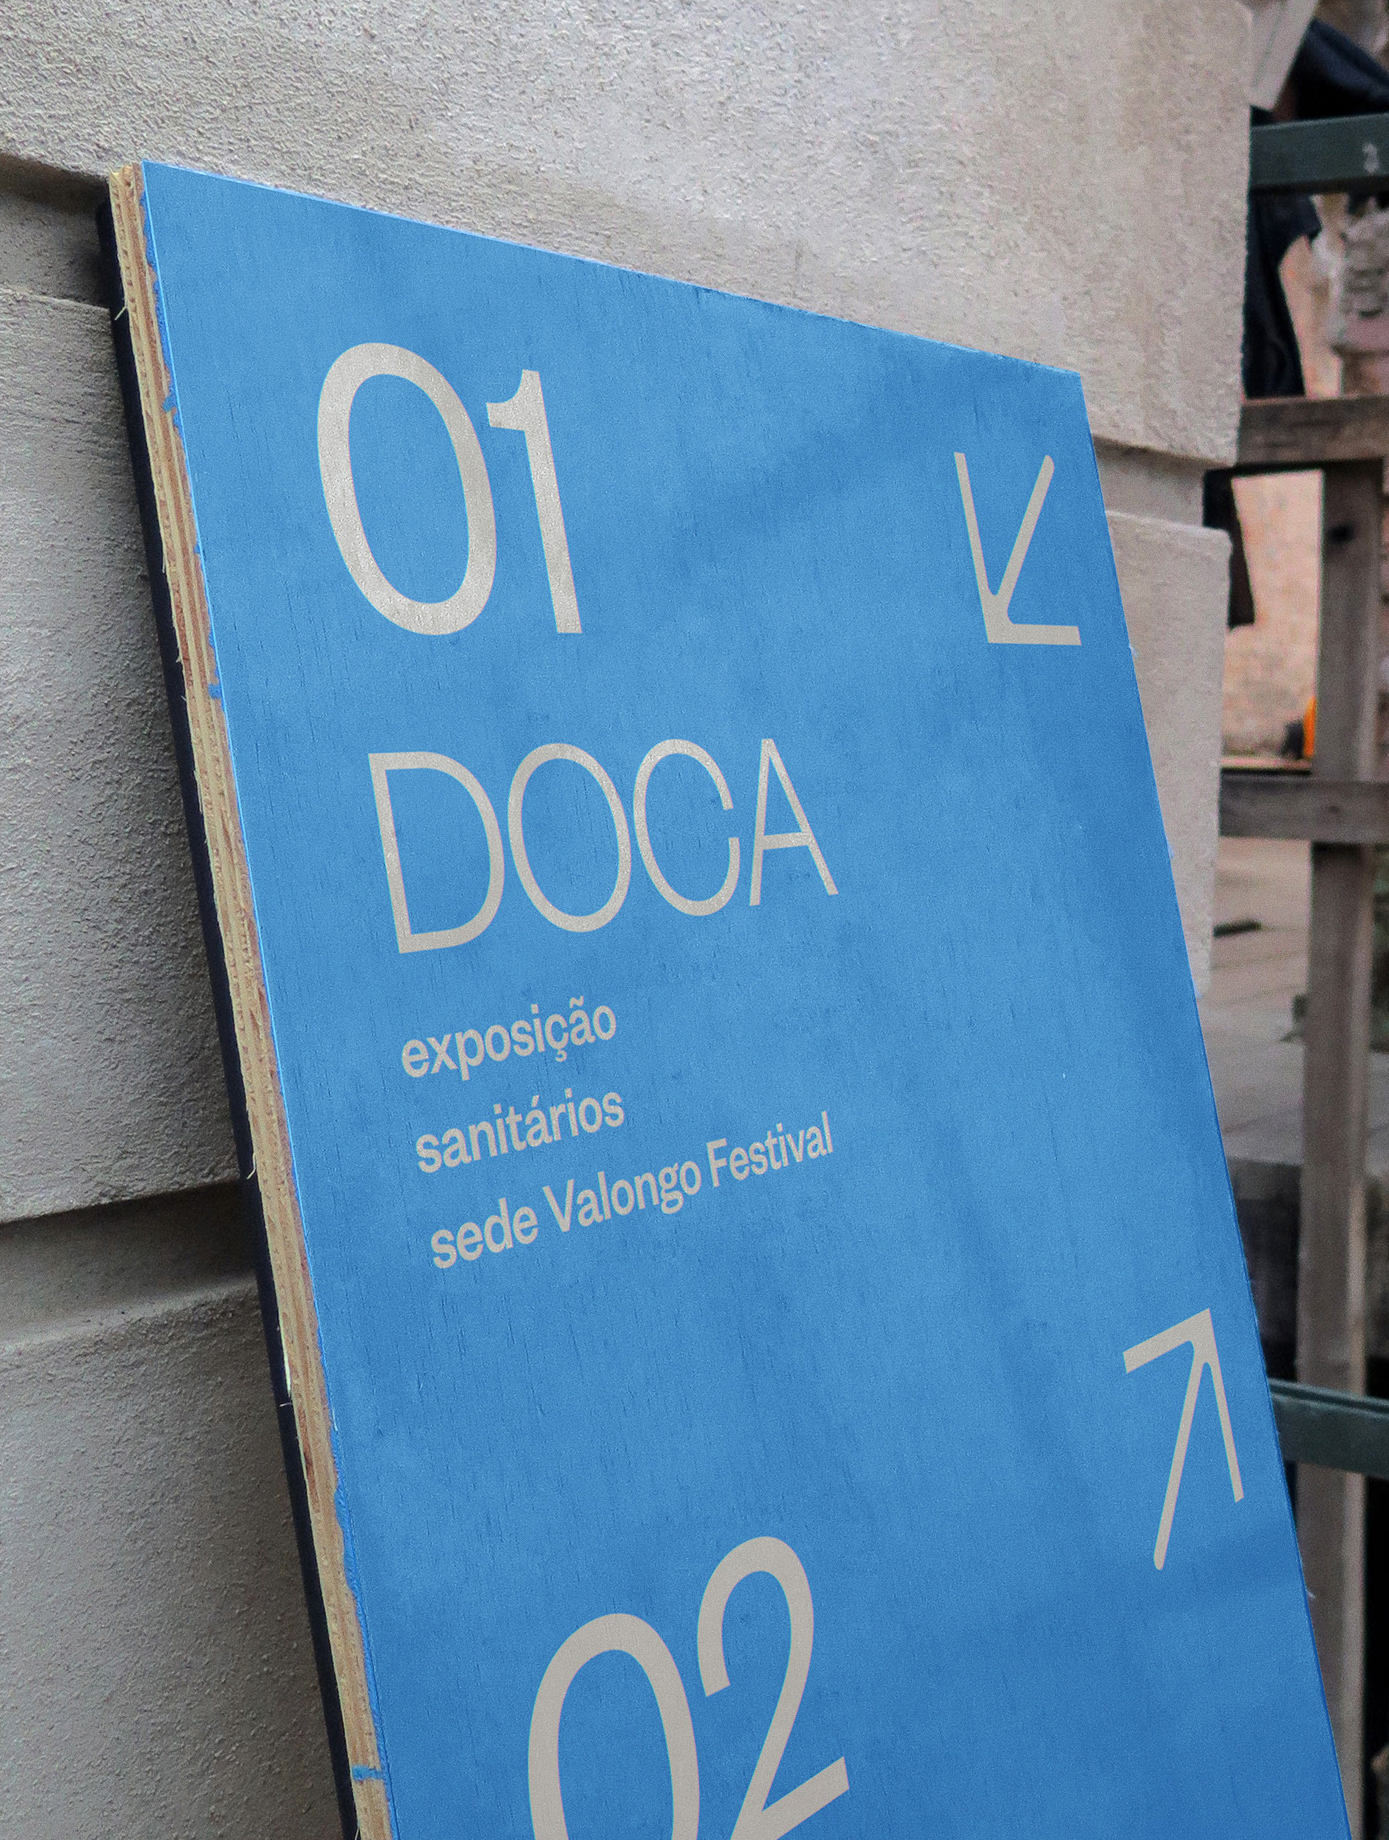 01
DOCA
exposição
sanitários
sede Valongo Festival
02